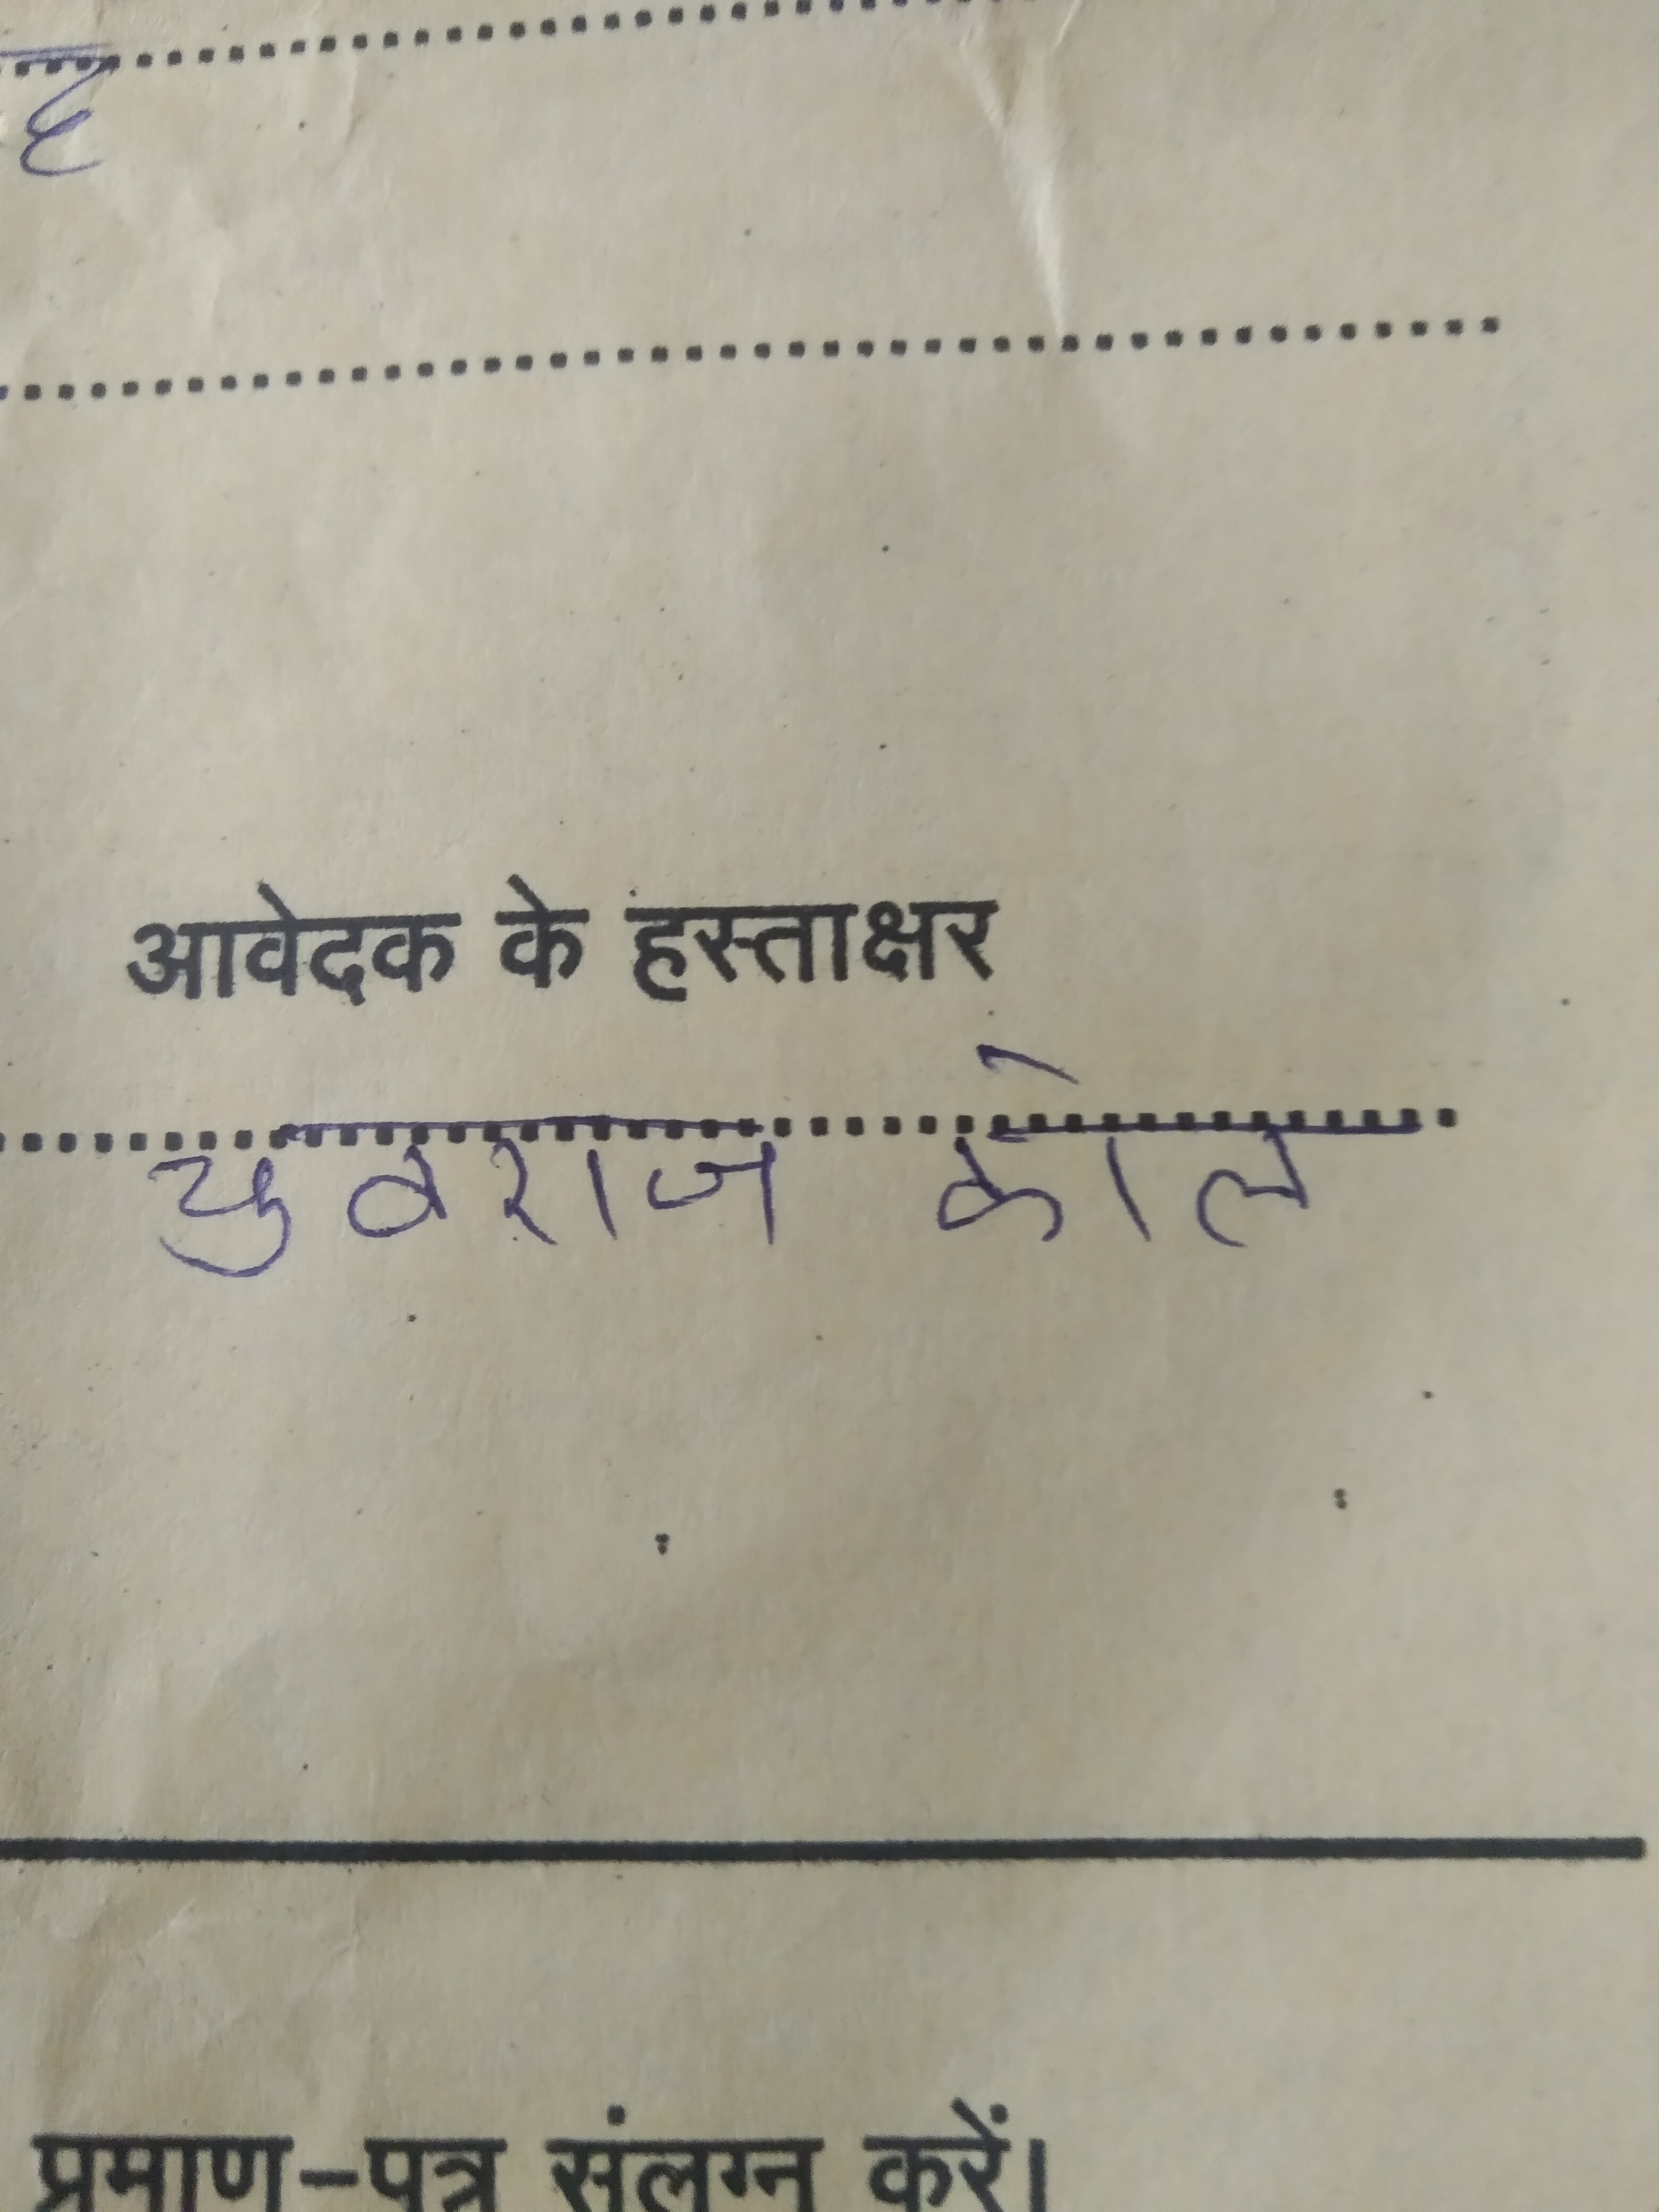 आवेदक के हस्ताक्षर
युवराज कोल
प्रमाण-पत्र संलग्न करें।